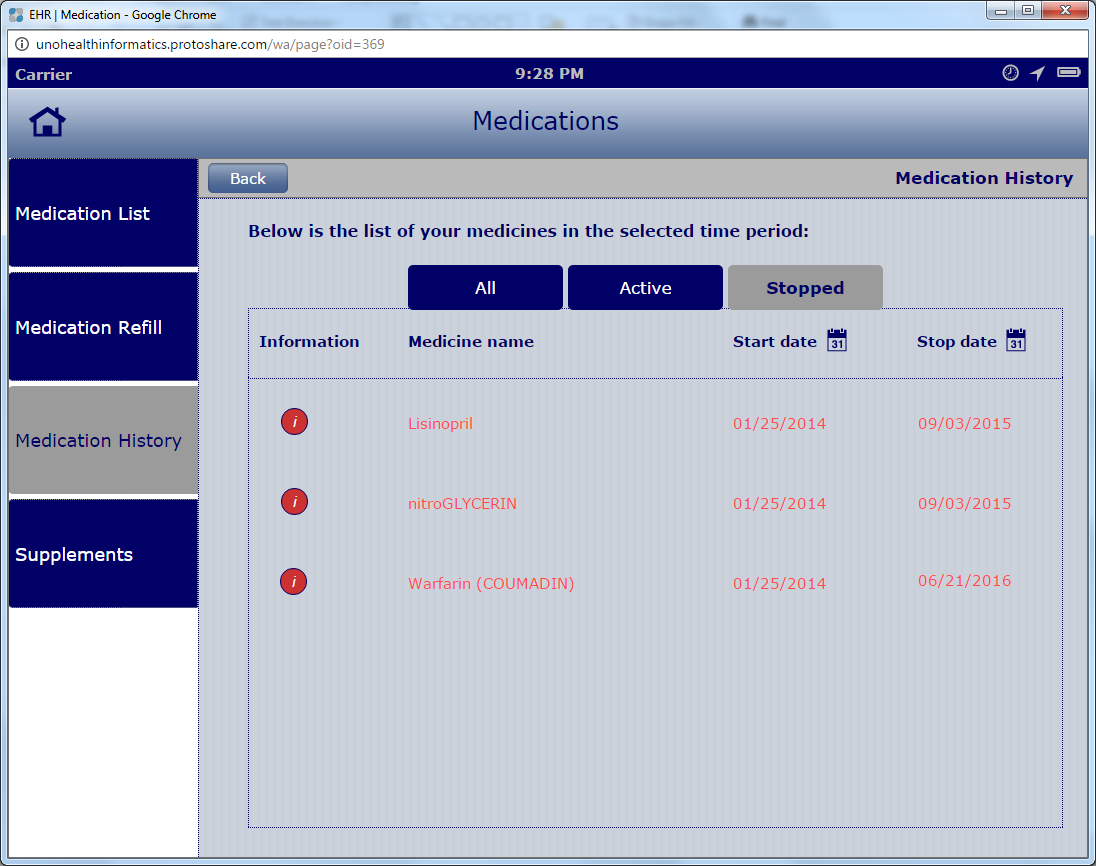 EHR | Medication - Google Chrome
unohealthinformatics.protoshare.com/wa/page?oid=369
Carrier 9:28 PM
Medications
Medication List
Medication Refill
Medication History
Supplements
Back Medication History
Below is the list of your medicines in the selected time period:
All Active Stopped
Information Medicine name Start date 31 Stop date 31
i Lisinopril 01/25/2014 09/03/2015
i nitroGLYCERIN 01/25/2014 09/03/2015
i Warfarin (COUMADIN) 01/25/2014 06/21/2016